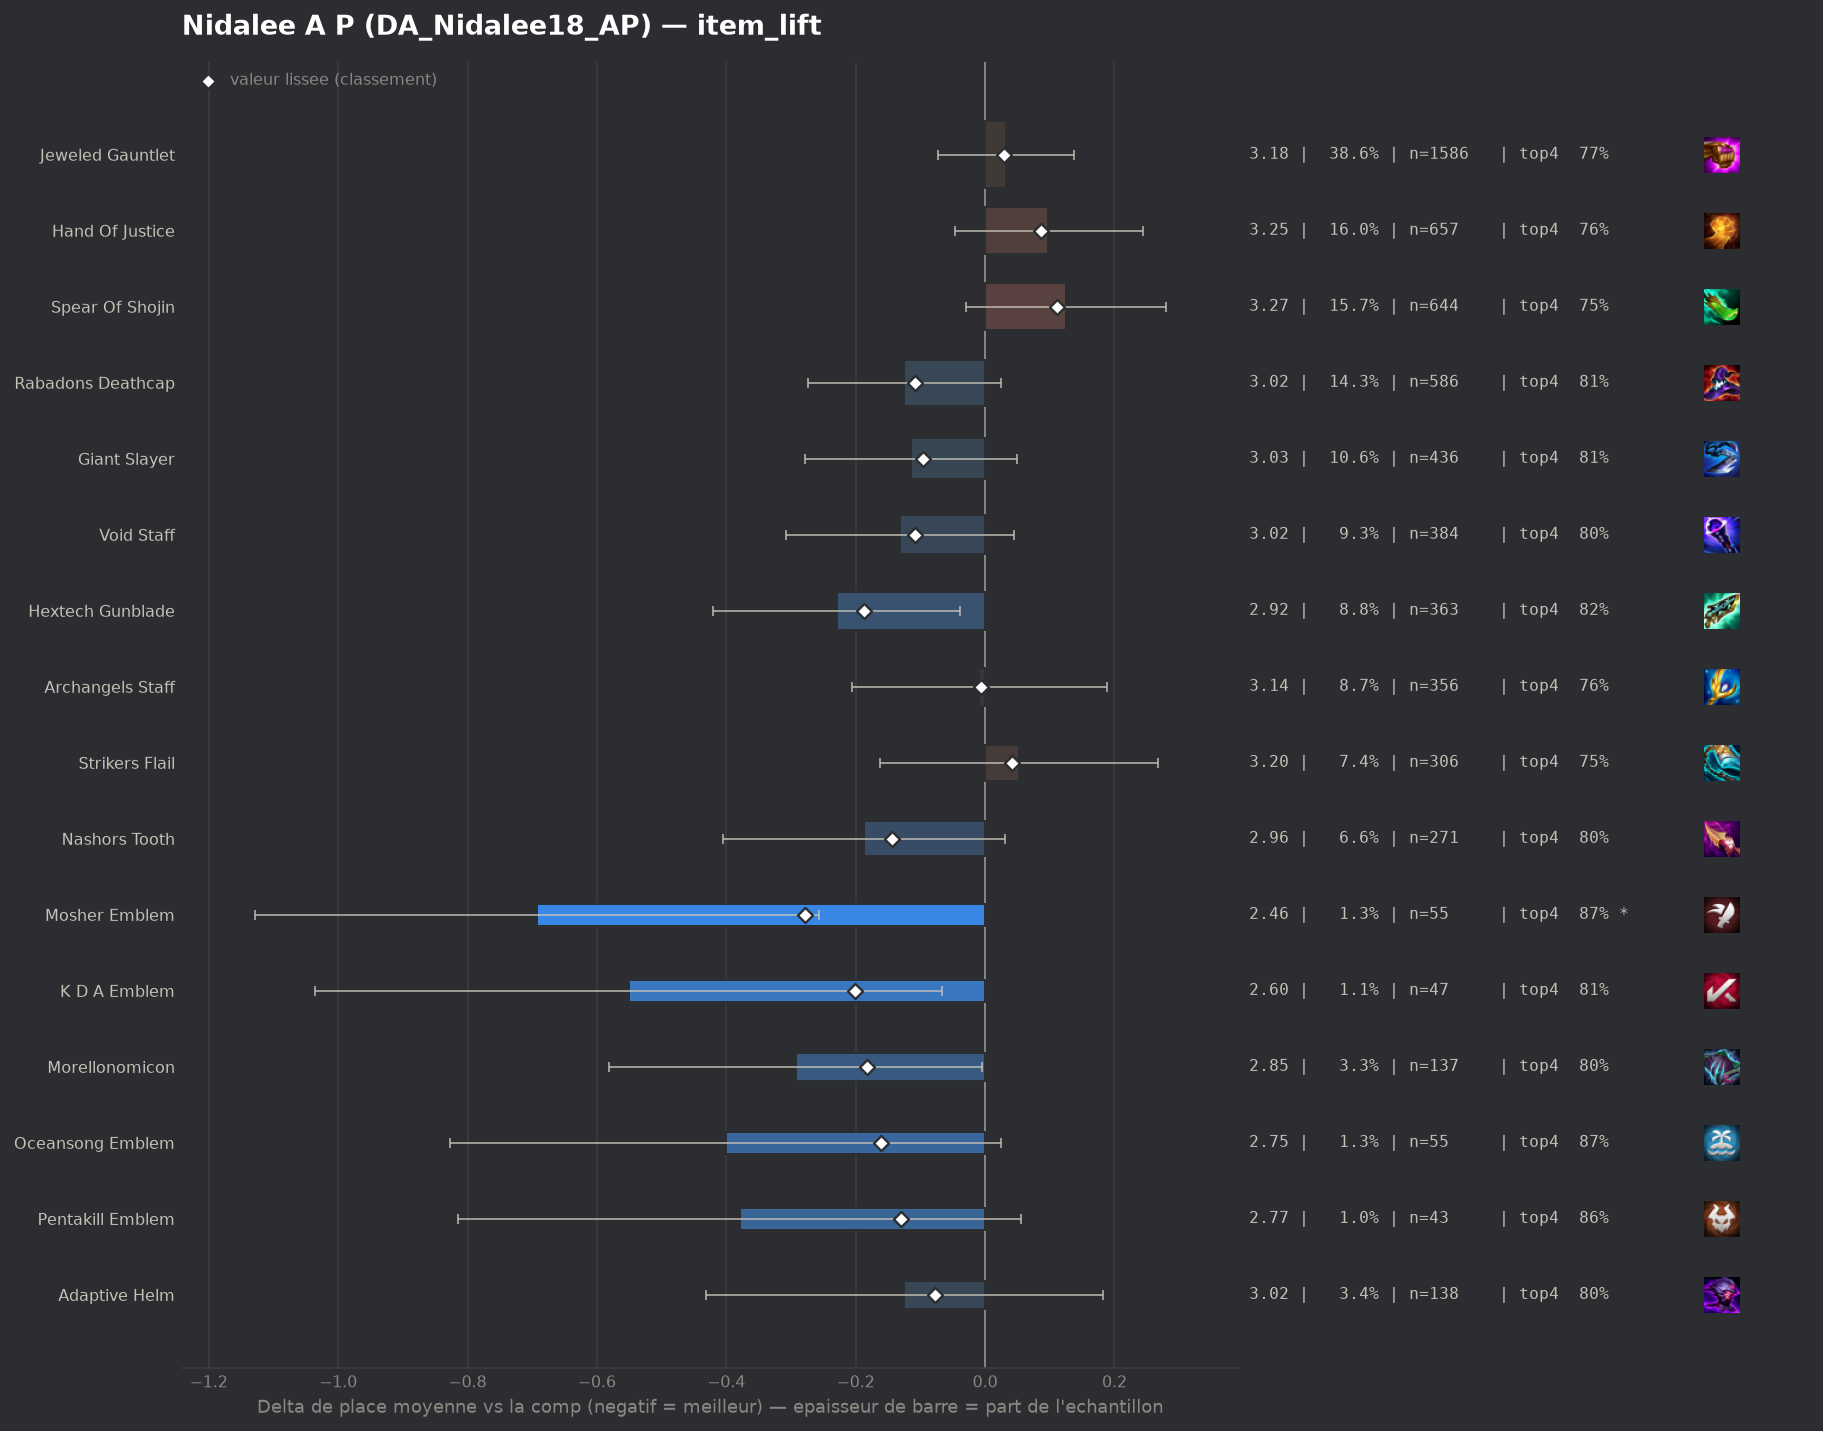 Nidalee A P (DA_Nidalee18_AP) — item_lift
valeur lissee (classement)
Jeweled Gauntlet 3.18 | 38.6% | n=1586 | top4 77%
Hand Of Justice 3.25 | 16.0% | n=657 | top4 76%
Spear Of Shojin 3.27 | 15.7% | n=644 | top4 75%
Rabadons Deathcap 3.02 | 14.3% | n=586 | top4 81%
Giant Slayer 3.03 | 10.6% | n=436 | top4 81%
Void Staff 3.02 | 9.3% | n=384 | top4 80%
Hextech Gunblade 2.92 | 8.8% | n=363 | top4 82%
Archangels Staff 3.14 | 8.7% | n=356 | top4 76%
Strikers Flail 3.20 | 7.4% | n=306 | top4 75%
Nashors Tooth 2.96 | 6.6% | n=271 | top4 80%
Mosher Emblem 2.46 | 1.3% | n=55 | top4 87% *
K D A Emblem 2.60 | 1.1% | n=47 | top4 81%
Morellonomicon 2.85 | 3.3% | n=137 | top4 80%
Oceansong Emblem 2.75 | 1.3% | n=55 | top4 87%
Pentakill Emblem 2.77 | 1.0% | n=43 | top4 86%
Adaptive Helm 3.02 | 3.4% | n=138 | top4 80%
−1.2 −1.0 −0.8 −0.6 −0.4 −0.2 0.0 0.2
Delta de place moyenne vs la comp (negatif = meilleur) — epaisseur de barre = part de l'echantillon